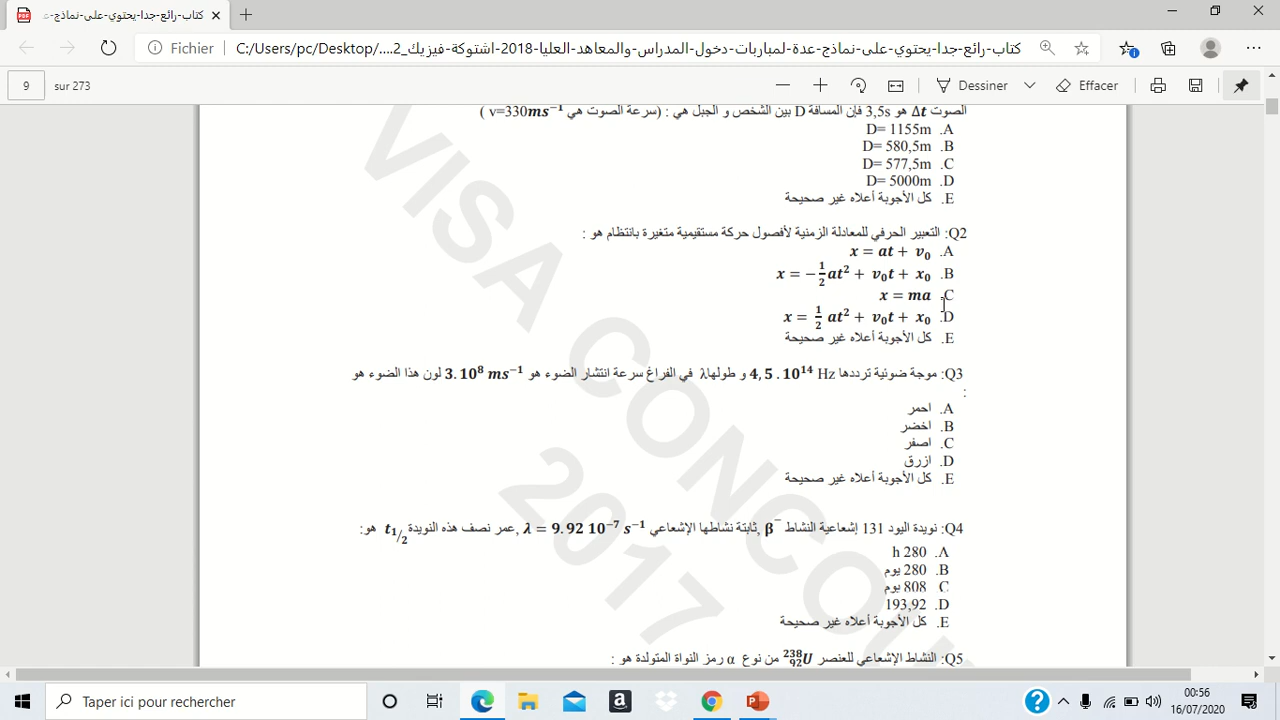 كتاب-رائع-جدا-يحتوي-على-نماذج-ع
Fichier
C:/Users/pc/Desktop/....2_كتاب-رائع-جدا-يحتوي-على-نماذج-عدة-لمباربات-دخول-المدراس-والمعاهد-العليا-2018-اشتوكة-فيزيك
9 sur 273
Dessiner
Effacer
الصوت Δt هو 3,5s فإن المسافة D بين الشخص و الجبل هي : (سرعة الصوت هي v=330ms⁻¹ )
A. D= 1155m
B. D= 580,5m
C. D= 577,5m
D. D= 5000m
E. كل الأجوبة أعلاه غير صحيحة
Q2: التعبير الحرفي للمعادلة الزمنية لأفصول حركة مستقيمية متغيرة بانتظام هو :
A. x = at + v₀
B. x = −½at² + v₀t + x₀
C. x = ma
D. x = ½ at² + v₀t + x₀
E. كل الأجوبة أعلاه غير صحيحة
Q3: موجة ضوئية ترددها 4,5 . 10¹⁴ Hz و طولهاλ في الفراغ سرعة انتشار الضوء هو 3. 10⁸ ms⁻¹ لون هذا الضوء هو
:
A. احمر
B. اخضر
C. اصفر
D. ازرق
E. كل الأجوبة أعلاه غير صحيحة
Q4: نويدة اليود 131 إشعاعية النشاط β⁻ ,ثابتة نشاطها الإشعاعي λ = 9.92 10⁻⁷ s⁻¹ ,عمر نصف هذه النويدة t₁/₂ هو:
A. 280 h
B. 280 يوم
C 808 يوم
D. 193,92
E. كل الأجوبة أعلاه غير صحيحة
Q5: النشاط الإشعاعي للعنصر ²³⁸₉₂U من نوع α رمز النواة المتولدة هو :
VISA CONCOU
2017
Taper ici pour rechercher
00:56
16/07/2020